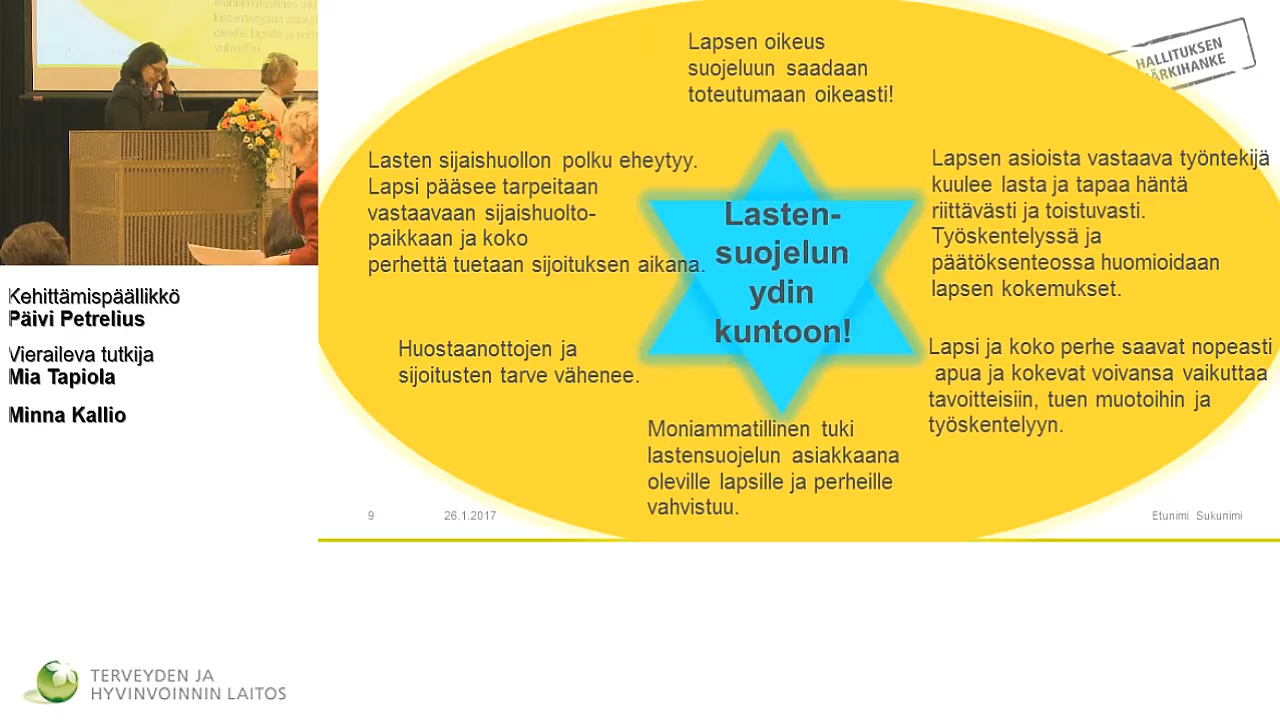 Lapsen oikeus
suojeluun saadaan
toteutumaan oikeasti!
HALLITUKSEN
KÄRKIHANKE
Lasten sijaishuollon polku eheytyy.
Lapsi pääsee tarpeitaan
vastaavaan sijaishuolto-
paikkaan ja koko
perhettä tuetaan sijoituksen aikana.
Lapsen asioista vastaava työntekijä
kuulee lasta ja tapaa häntä
riittävästi ja toistuvasti.
Työskentelyssä ja
päätöksenteossa huomioidaan
lapsen kokemukset.
Lasten-
suojelun
ydin
kuntoon!
Huostaanottojen ja
sijoitusten tarve vähenee.
Lapsi ja koko perhe saavat nopeasti
apua ja kokevat voivansa vaikuttaa
tavoitteisiin, tuen muotoihin ja
työskentelyyn.
Moniammatillinen tuki
lastensuojelun asiakkaana
oleville lapsille ja perheille
vahvistuu.
9 26.1.2017 Etunimi Sukunimi
Kehittämispäällikkö
Päivi Petrelius
Vieraileva tutkija
Mia Tapiola
Minna Kallio
TERVEYDEN JA
HYVINVOINNIN LAITOS